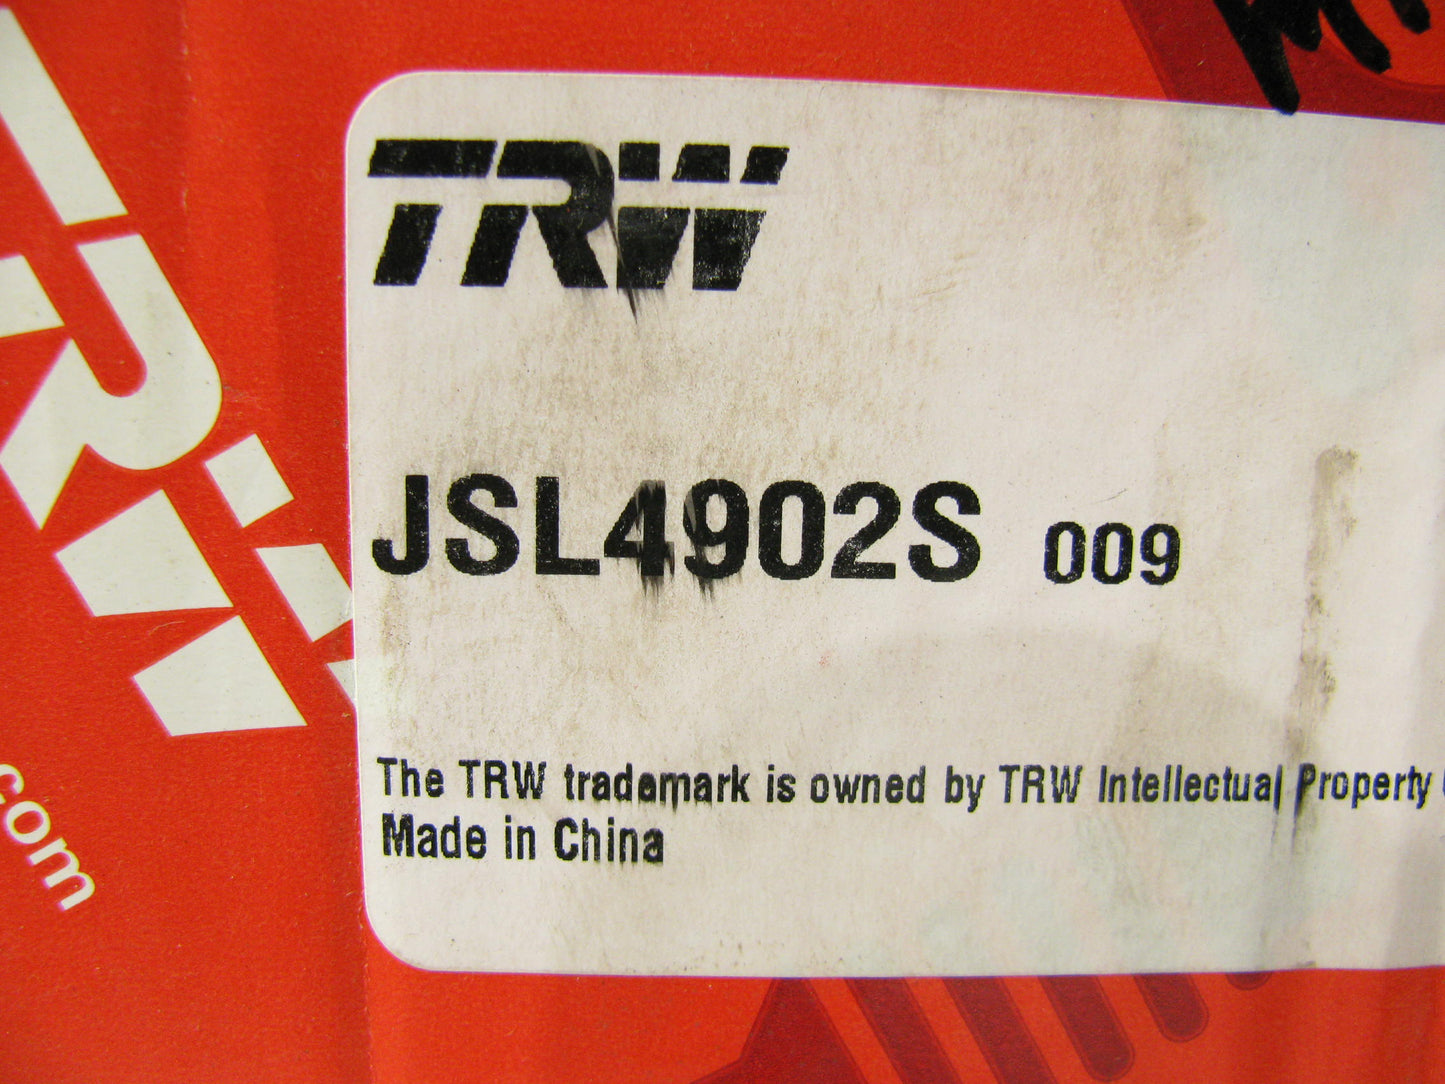 TRW
TRW
JSL4902S 009
The TRW trademark is owned by TRW Intellectual Property
Made in China
com